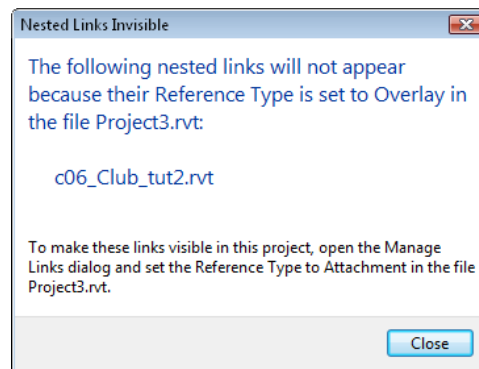 Nested Links Invisible
The following nested links will not appear
because their Reference Type is set to Overlay in
the file Project3.rvt:
c06_Club_tut2.rvt
To make these links visible in this project, open the Manage
Links dialog and set the Reference Type to Attachment in the file
Project3.rvt.
Close